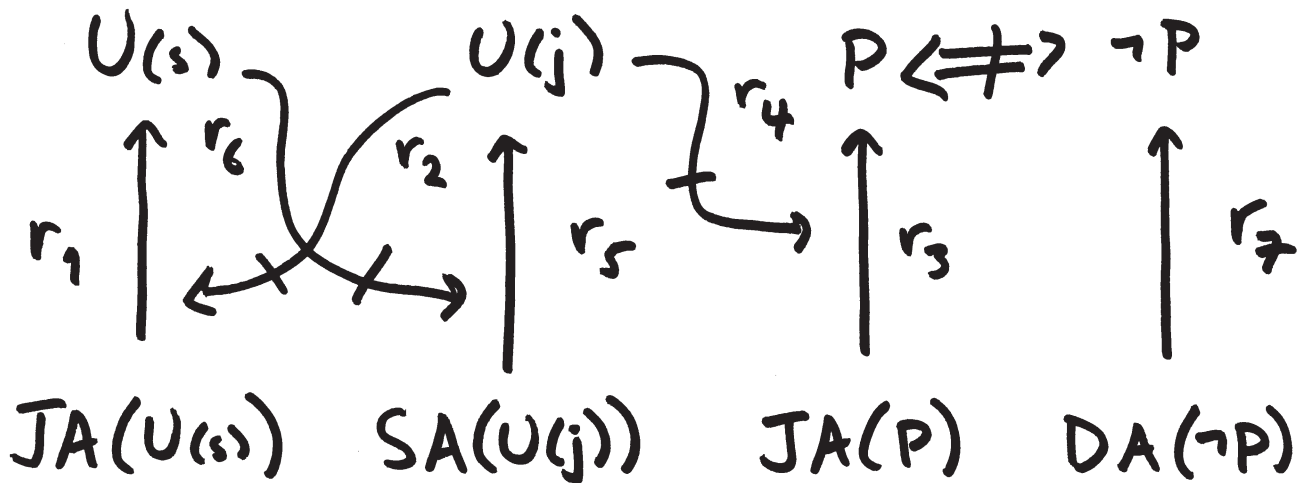 U(s) U(j) P <≠> ¬P
r6 r2 r4
r1 r5 r3 r7
JA(U(s)) SA(U(j)) JA(P) DA(¬P)